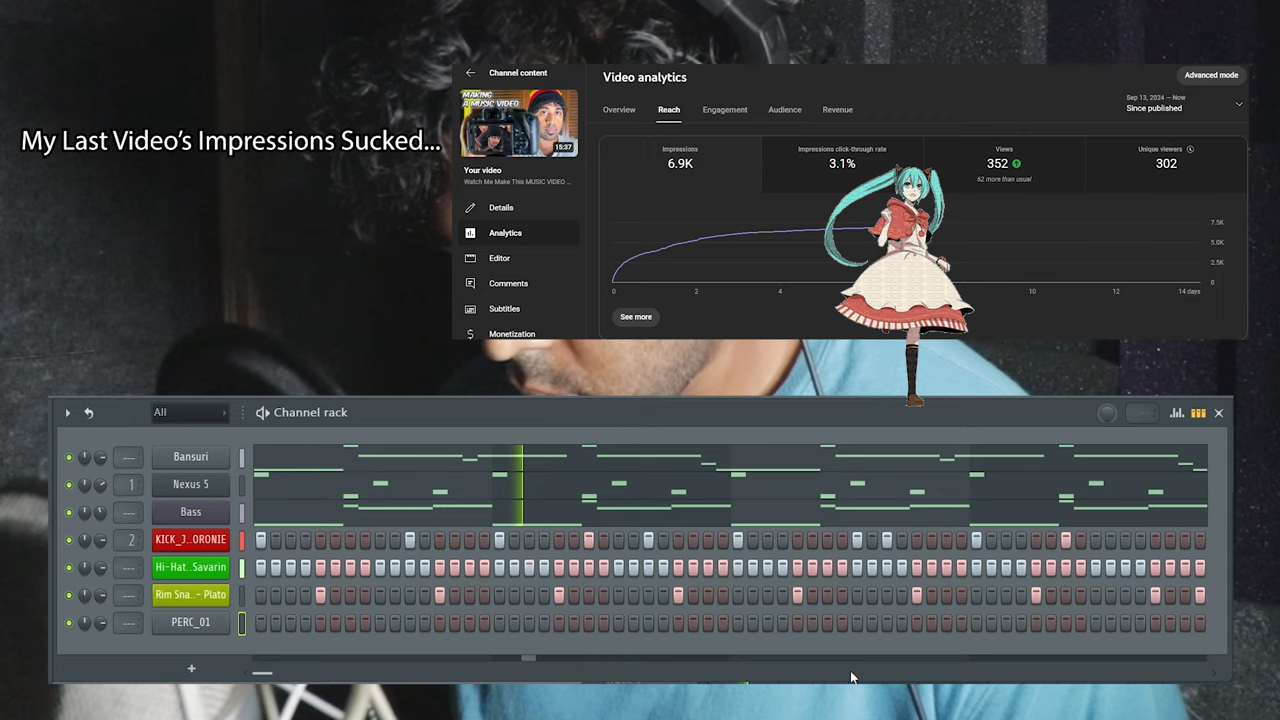 My Last Video's Impressions Sucked...
Channel content
MAKING
A MUSIC VIDEO
15:37
Your video
Watch Me Make This MUSIC VIDEO ...
Details
Analytics
Editor
Comments
Subtitles
Monetization
Video analytics
Advanced mode
Overview
Reach
Engagement
Audience
Revenue
Sep 13, 2024 — Now
Since published
Impressions
6.9K
Impressions click-through rate
3.1%
Views
352
62 more than usual
Unique viewers
302
7.5K
5.0K
2.5K
0
0 2 4 10 12 14 days
See more
All
Channel rack
Bansuri
1 Nexus 5
Bass
2 KICK_J..ORONIE
Hi-Hat..Savarin
Rim Sna..- Plato
PERC_01
+